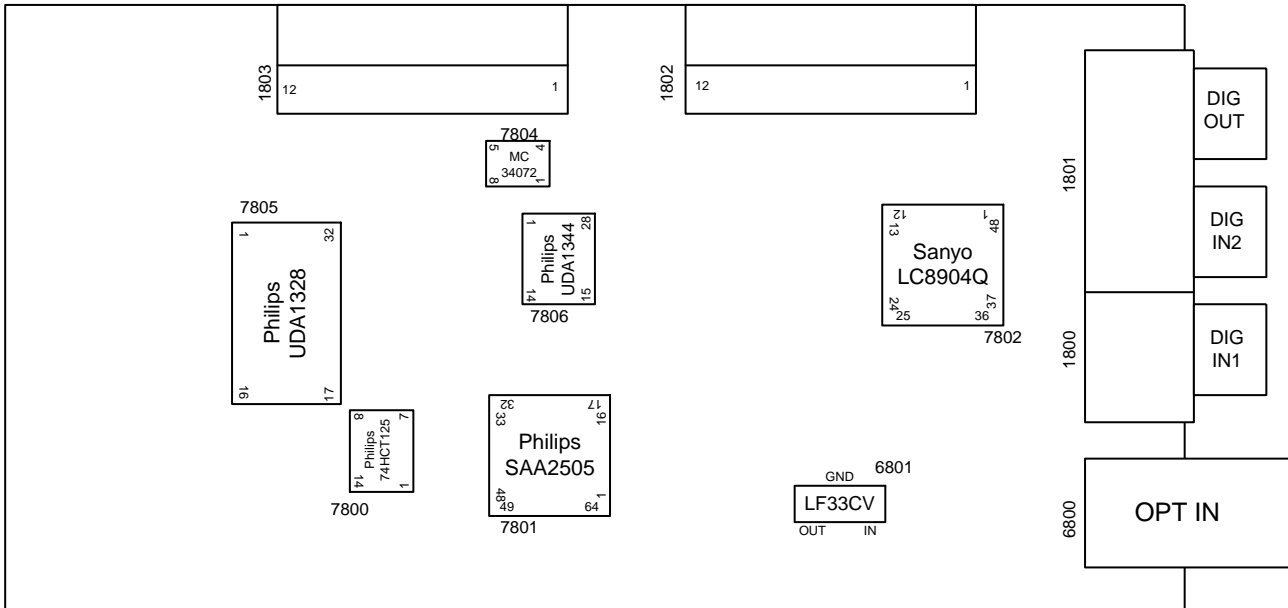 1803
12
1
1802
12
1
DIG
OUT
7804
5
4
MC
34072
8
1
1801
7805
1
32
Philips
UDA1328
16
17
1
28
Philips
UDA1344
14
15
7806
12
1
13
48
Sanyo
LC8904Q
24
37
25
36
7802
DIG
IN2
1800
DIG
IN1
8
7
Philips
74HCT125
14
1
7800
32
17
33
16
Philips
SAA2505
48
1
49
64
7801
6801
GND
LF33CV
OUT
IN
6800
OPT IN